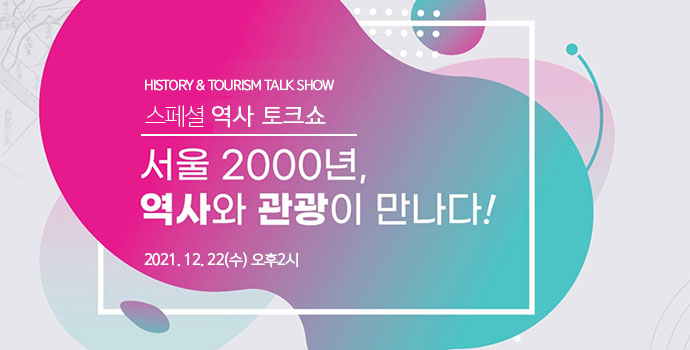 HISTORY & TOURISM TALK SHOW
스페셜 역사 토크쇼
서울 2000년,
역사와 관광이 만나다!
2021. 12. 22(수) 오후2시